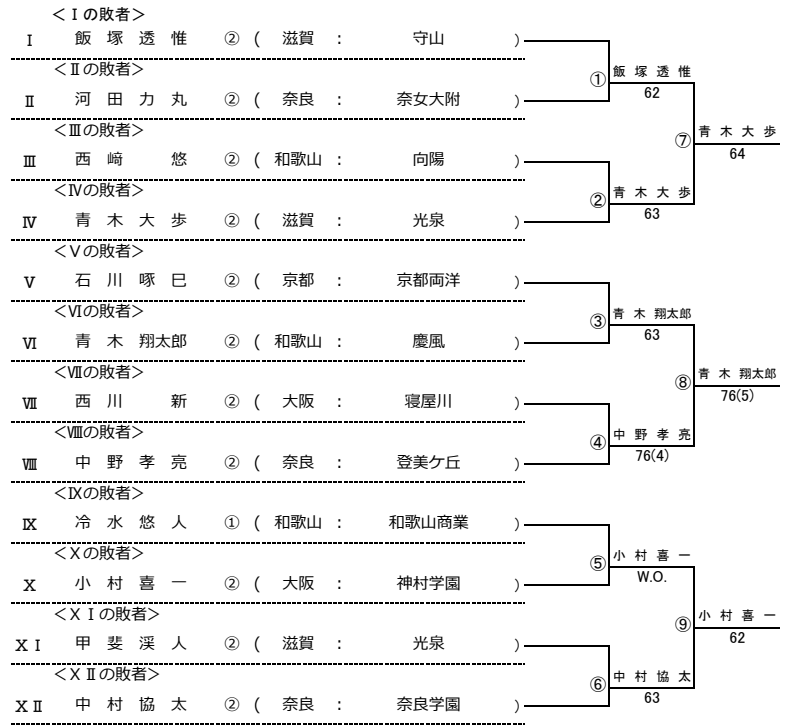 ＜Ｉの敗者＞
Ⅰ 飯塚透惟 ② ( 滋賀 : 守山 )
＜Ⅱの敗者＞
Ⅱ 河田力丸 ② ( 奈良 : 奈女大附 )
＜Ⅲの敗者＞
Ⅲ 西﨑 悠 ② ( 和歌山 : 向陽 )
＜Ⅳの敗者＞
Ⅳ 青木大歩 ② ( 滋賀 : 光泉 )
＜Ⅴの敗者＞
Ⅴ 石川啄巳 ② ( 京都 : 京都両洋 )
＜Ⅵの敗者＞
Ⅵ 青木 翔太郎 ② ( 和歌山 : 慶風 )
＜Ⅶの敗者＞
Ⅶ 西川 新 ② ( 大阪 : 寝屋川 )
＜Ⅷの敗者＞
Ⅷ 中野孝亮 ② ( 奈良 : 登美ケ丘 )
＜Ⅸの敗者＞
Ⅸ 冷水悠人 ① ( 和歌山 : 和歌山商業 )
＜Ⅹの敗者＞
Ⅹ 小村喜一 ② ( 大阪 : 神村学園 )
＜ⅩⅠの敗者＞
ⅩⅠ 甲斐渓人 ② ( 滋賀 : 光泉 )
＜ⅩⅡの敗者＞
ⅩⅡ 中村協太 ② ( 奈良 : 奈良学園 )
① 飯塚透惟
62
② 青木大歩
63
③ 青木 翔太郎
63
④ 中野孝亮
76(4)
⑤ 小村喜一
W.O.
⑥ 中村協太
63
⑦ 青木大歩
64
⑧ 青木 翔太郎
76(5)
⑨ 小村喜一
62